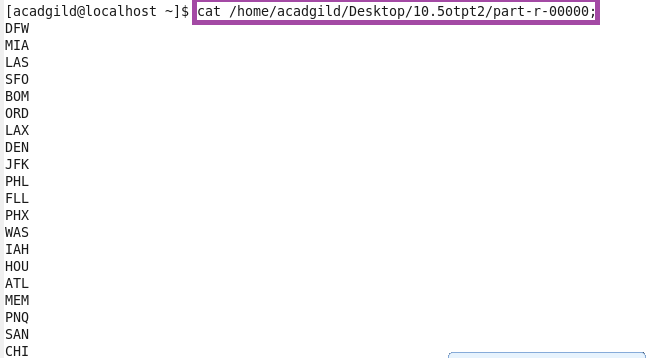 [acadgild@localhost ~]$ cat /home/acadgild/Desktop/10.5otpt2/part-r-00000;
DFW
MIA
LAS
SFO
BOM
ORD
LAX
DEN
JFK
PHL
FLL
PHX
WAS
IAH
HOU
ATL
MEM
PNQ
SAN
CHI